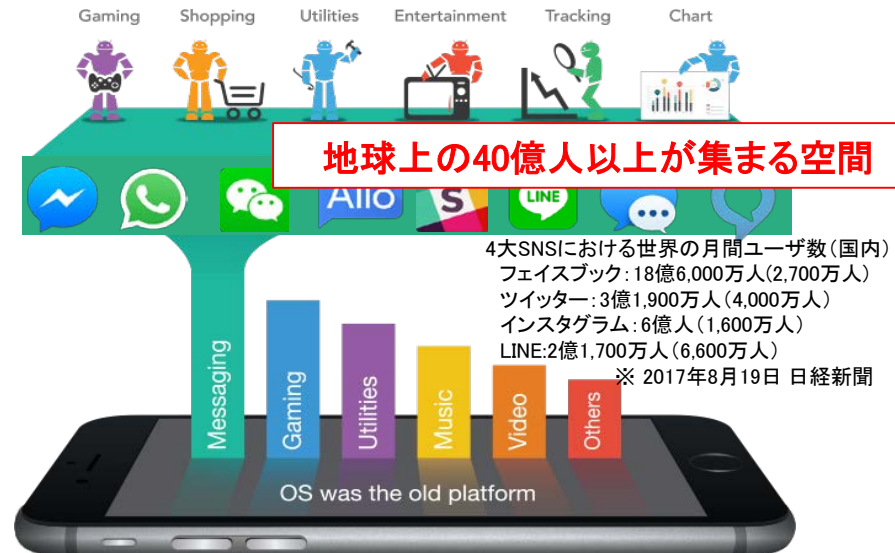 Gaming
Shopping
Utilities
Entertainment
Tracking
Chart
地球上の40億人以上が集まる空間
Allo
S
LINE
4大SNSにおける世界の月間ユーザ数(国内)
フェイスブック:18億6,000万人(2,700万人)
ツイッター:3億1,900万人(4,000万人)
インスタグラム:6億人(1,600万人)
LINE:2億1,700万人(6,600万人)
※ 2017年8月19日 日経新聞
Messaging
Gaming
Utilities
Music
Video
Others
OS was the old platform